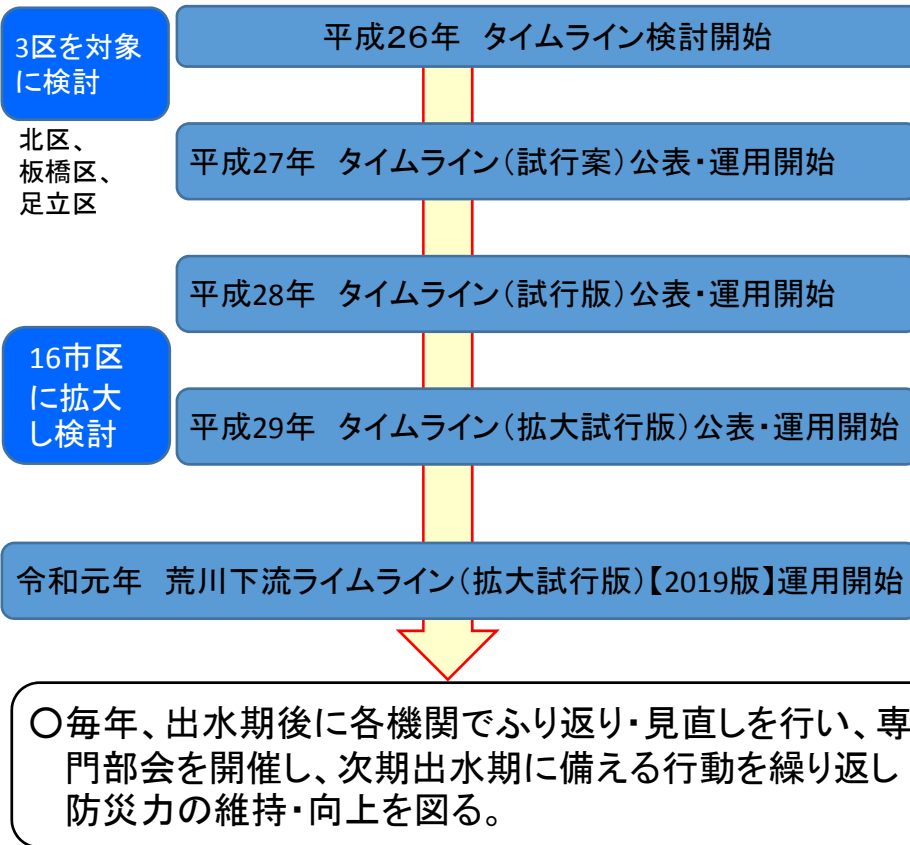 3区を対象
に検討
平成26年 タイムライン検討開始
北区、
板橋区、
足立区
平成27年 タイムライン(試行案)公表・運用開始
平成28年 タイムライン(試行版)公表・運用開始
16市区
に拡大
し検討
平成29年 タイムライン(拡大試行版)公表・運用開始
令和元年 荒川下流ライムライン(拡大試行版)【2019版】運用開始
〇毎年、出水期後に各機関でふり返り・見直しを行い、専
門部会を開催し、次期出水期に備える行動を繰り返し
防災力の維持・向上を図る。